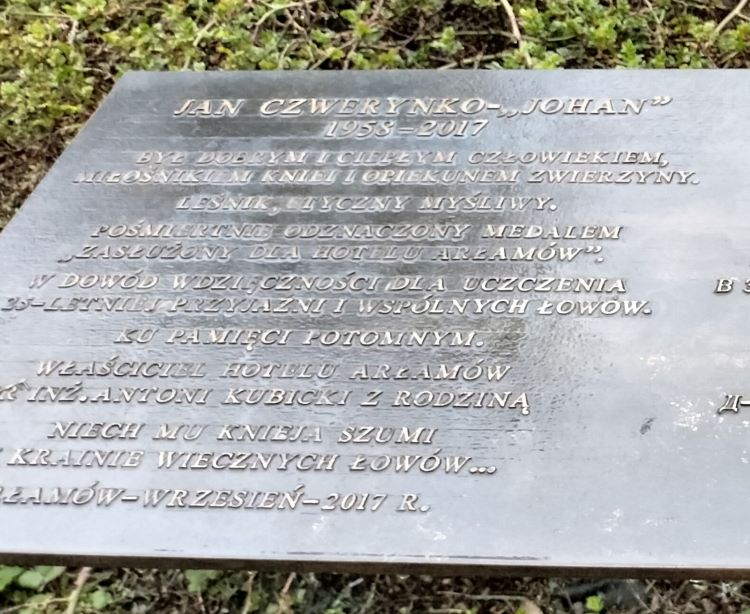 JAN CZWERYNKO-„JOHAN”
1958-2017
BYŁ DOBRYM I CIEPŁYM CZŁOWIEKIEM,
MIŁOŚNIKIEM KNIEI I OPIEKUNEM ZWIERZYNY.
LEŚNIK, ETYCZNY MYŚLIWY.
POŚMIERTNIE ODZNACZONY MEDALEM
„ZASŁUŻONY DLA HOTELU ARŁAMÓW”.
W DOWÓD WDZIĘCZNOŚCI DLA UCZCZENIA
25-LETNIEJ PRZYJAŹNI I WSPÓLNYCH ŁOWÓW.
KU PAMIĘCI POTOMNYM.
WŁAŚCICIEL HOTELU ARŁAMÓW
INŻ. ANTONI KUBICKI Z RODZINĄ
NIECH MU KNIEJA SZUMI
KRAINIE WIECZNYCH ŁOWÓW...
RŁAMÓW-WRZESIEŃ-2017 R.
В З
Д-